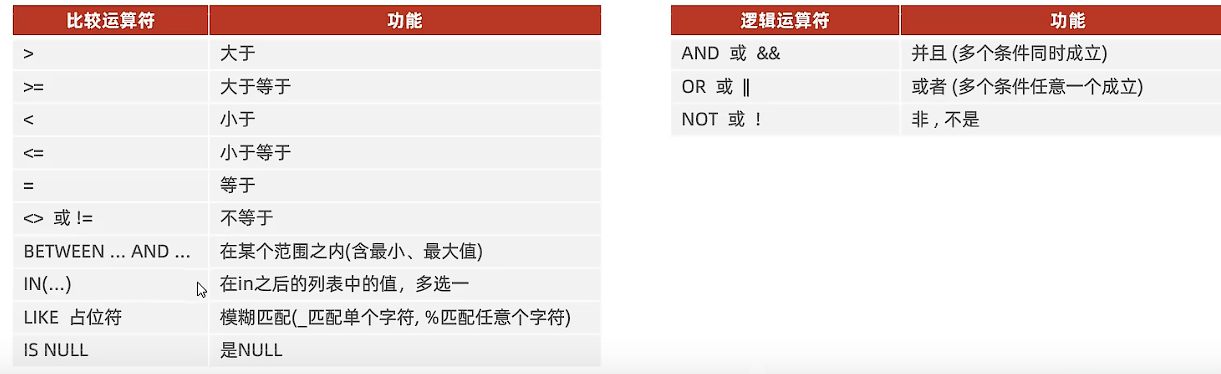 比较运算符 功能
> 大于
>= 大于等于
< 小于
<= 小于等于
= 等于
<> 或 != 不等于
BETWEEN ... AND ... 在某个范围之内(含最小、最大值)
IN(...) 在in之后的列表中的值，多选一
LIKE 占位符 模糊匹配(_匹配单个字符, %匹配任意个字符)
IS NULL 是NULL
逻辑运算符 功能
AND 或 && 并且 (多个条件同时成立)
OR 或 || 或者 (多个条件任意一个成立)
NOT 或 ! 非 , 不是